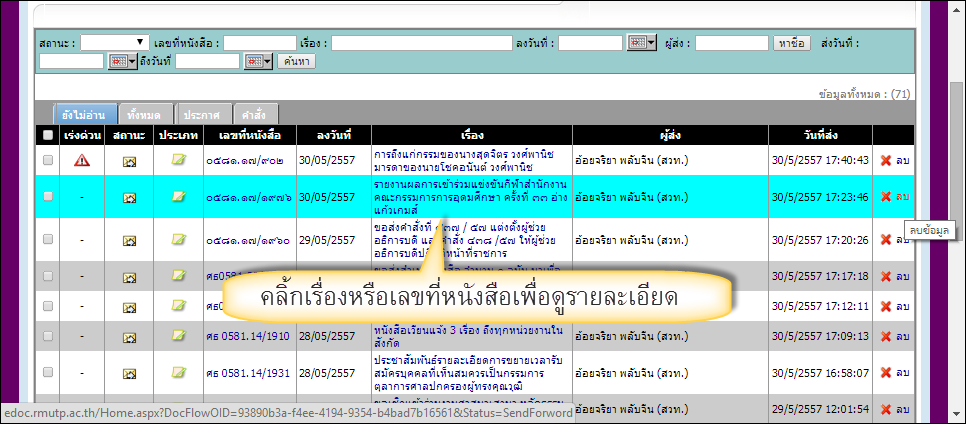 สถานะ : เลขที่หนังสือ : เรื่อง : ลงวันที่ : ผู้ส่ง : หาชื่อ ส่งวันที่ :
ถึงวันที่ ค้นหา
ข้อมูลทั้งหมด : (71)
ยังไม่อ่าน ทั้งหมด ประกาศ คำสั่ง
เร่งด่วน สถานะ ประเภท เลขที่หนังสือ ลงวันที่ เรื่อง ผู้ส่ง วันที่ส่ง
๐๕๘๑.๑๗/๙๐๒ 30/05/2557 การถึงแก่กรรมของนางสุดจิตร วงศ์พานิช อ้อยจริยา พลับจีน (สวท.) 30/5/2557 17:40:43 ลบ
มารดาของนายโชคอนันต์ วงศ์พานิช
รายงานผลการเข้าร่วมแข่งขันกีฬาสำนักงาน
- ๐๕๘๑.๑๗/๑๙๗๖ 30/05/2557 คณะกรรมการการอุดมศึกษา ครั้งที่ ๓๓ อ่าง อ้อยจริยา พลับจีน (สวท.) 30/5/2557 17:23:46 ลบ
แก้วเกมส์
ขอส่งคำสั่งที่ ๔๓๗ / ๕๗ แต่งตั้งผู้ช่วย
- ๐๕๘๑.๑๗/๑๙๖๐ 29/05/2557 อธิการบดี และคำสั่ง ๔๓๘ /๕๗ ให้ผู้ช่วย อ้อยจริยา พลับจีน (สวท.) 30/5/2557 17:20:26 ลบ
อธิการบดีปฏิบัติหน้าที่ราชการ
ลบข้อมูล
- ศธ0581 30/5/2557 17:17:18 ลบ
คลิ้กเรื่องหรือเลขที่หนังสือเพื่อดูรายละเอียด
- ศธ 0 30/5/2557 17:12:11 ลบ
- ศธ 0581.14/1910 28/05/2557 หนังสือเวียนแจ้ง 3 เรื่อง ถึงทุกหน่วยงานใน อ้อยจริยา พลับจีน (สวท.) 30/5/2557 17:09:13 ลบ
สังกัด
ประชาสัมพันธ์รายละเอียดการขยายเวลารับ
- ศธ 0581.14/1931 28/05/2557 สมัครบุคคลที่เห็นสมควรเป็นกรรมการ อ้อยจริยา พลับจีน (สวท.) 30/5/2557 16:58:07 ลบ
ตุลาการศาลปกครองผู้ทรงคุณวุฒิ
29/5/2557 12:01:54 ลบ
edoc.rmutp.ac.th/Home.aspx?DocFlowOID=93890b3a-f4ee-4194-9354-b4bad7b16561&Status=SendForword